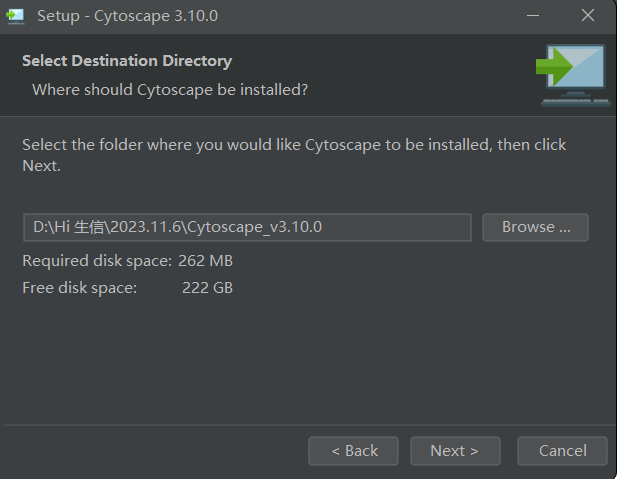 Setup - Cytoscape 3.10.0
Select Destination Directory
Where should Cytoscape be installed?
Select the folder where you would like Cytoscape to be installed, then click
Next.
D:\Hi 生信\2023.11.6\Cytoscape_v3.10.0
Browse ...
Required disk space: 262 MB
Free disk space: 222 GB
< Back
Next >
Cancel